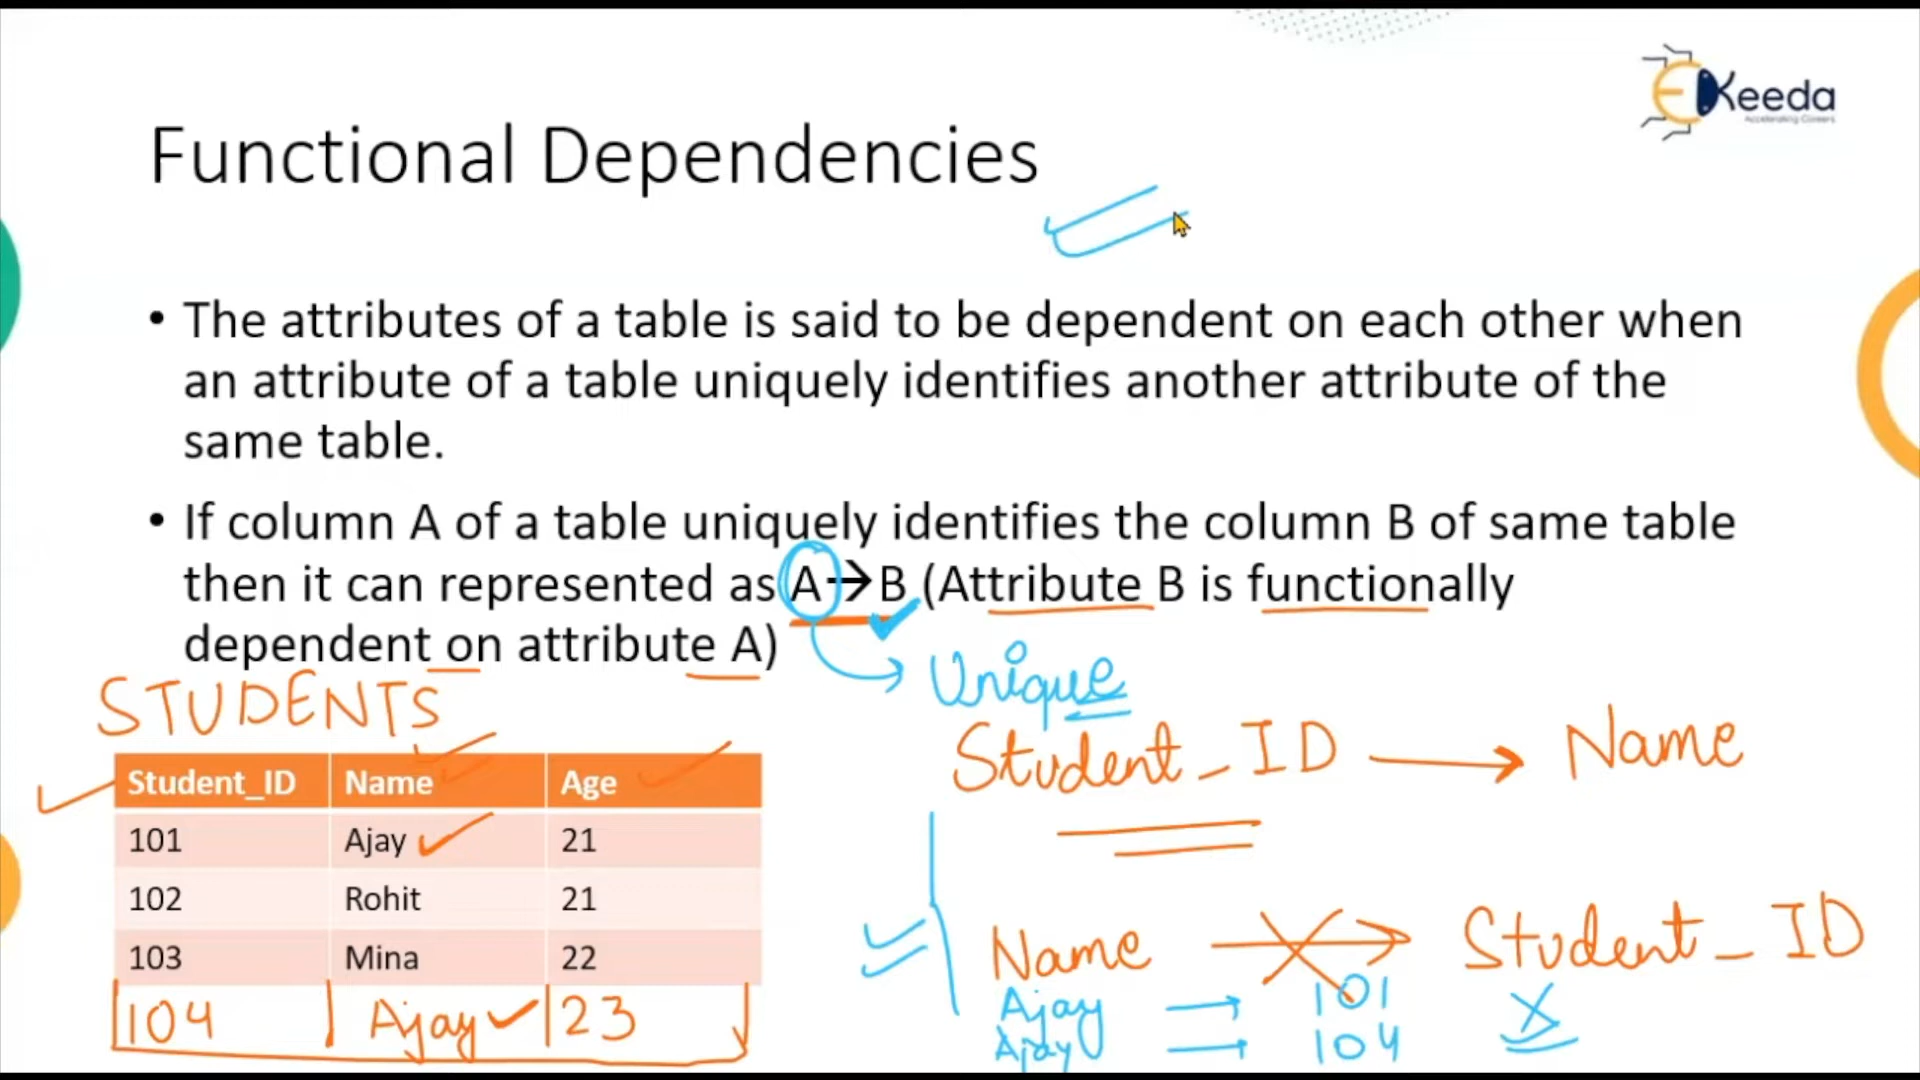 EKeeda
Accelerating Careers
Functional Dependencies
• The attributes of a table is said to be dependent on each other when
an attribute of a table uniquely identifies another attribute of the
same table.
• If column A of a table uniquely identifies the column B of same table
then it can represented as A→B (Attribute B is functionally
dependent on attribute A)
Unique
STUDENTS
Student_ID Name Age
101 Ajay 21
102 Rohit 21
103 Mina 22
104 Ajay 23
Student_ID → Name
Name → Student_ID
Ajay → 101
Ajay → 104